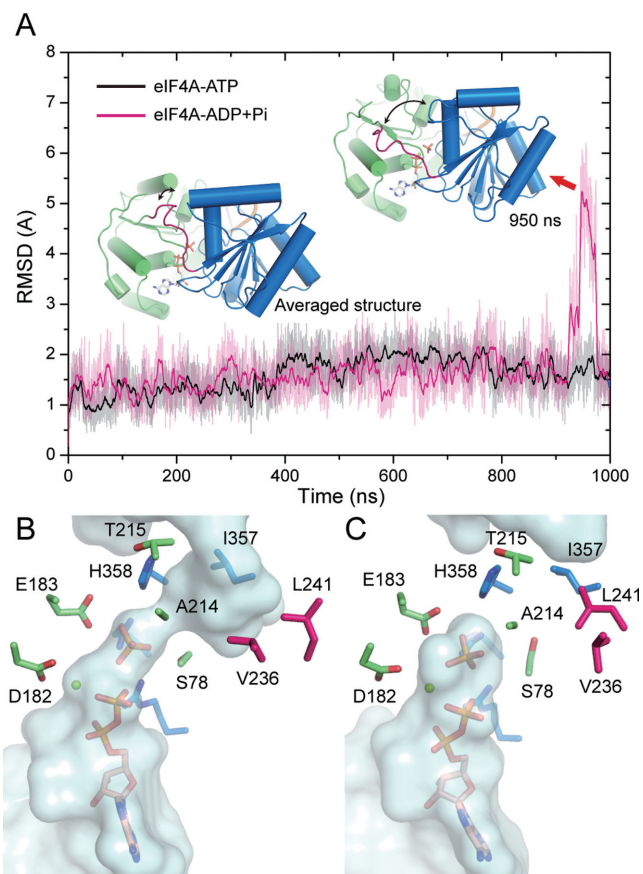 A
8
7
6
5
4
3
2
1
0
RMSD (A)
eIF4A-ATP
eIF4A-ADP+Pi
Averaged structure
950 ns
0
200
400
600
800
1000
Time (ns)
B
T215
I357
H358
E183
L241
A214
D182
S78
V236
C
T215
I357
H358
E183
L241
A214
D182
S78
V236